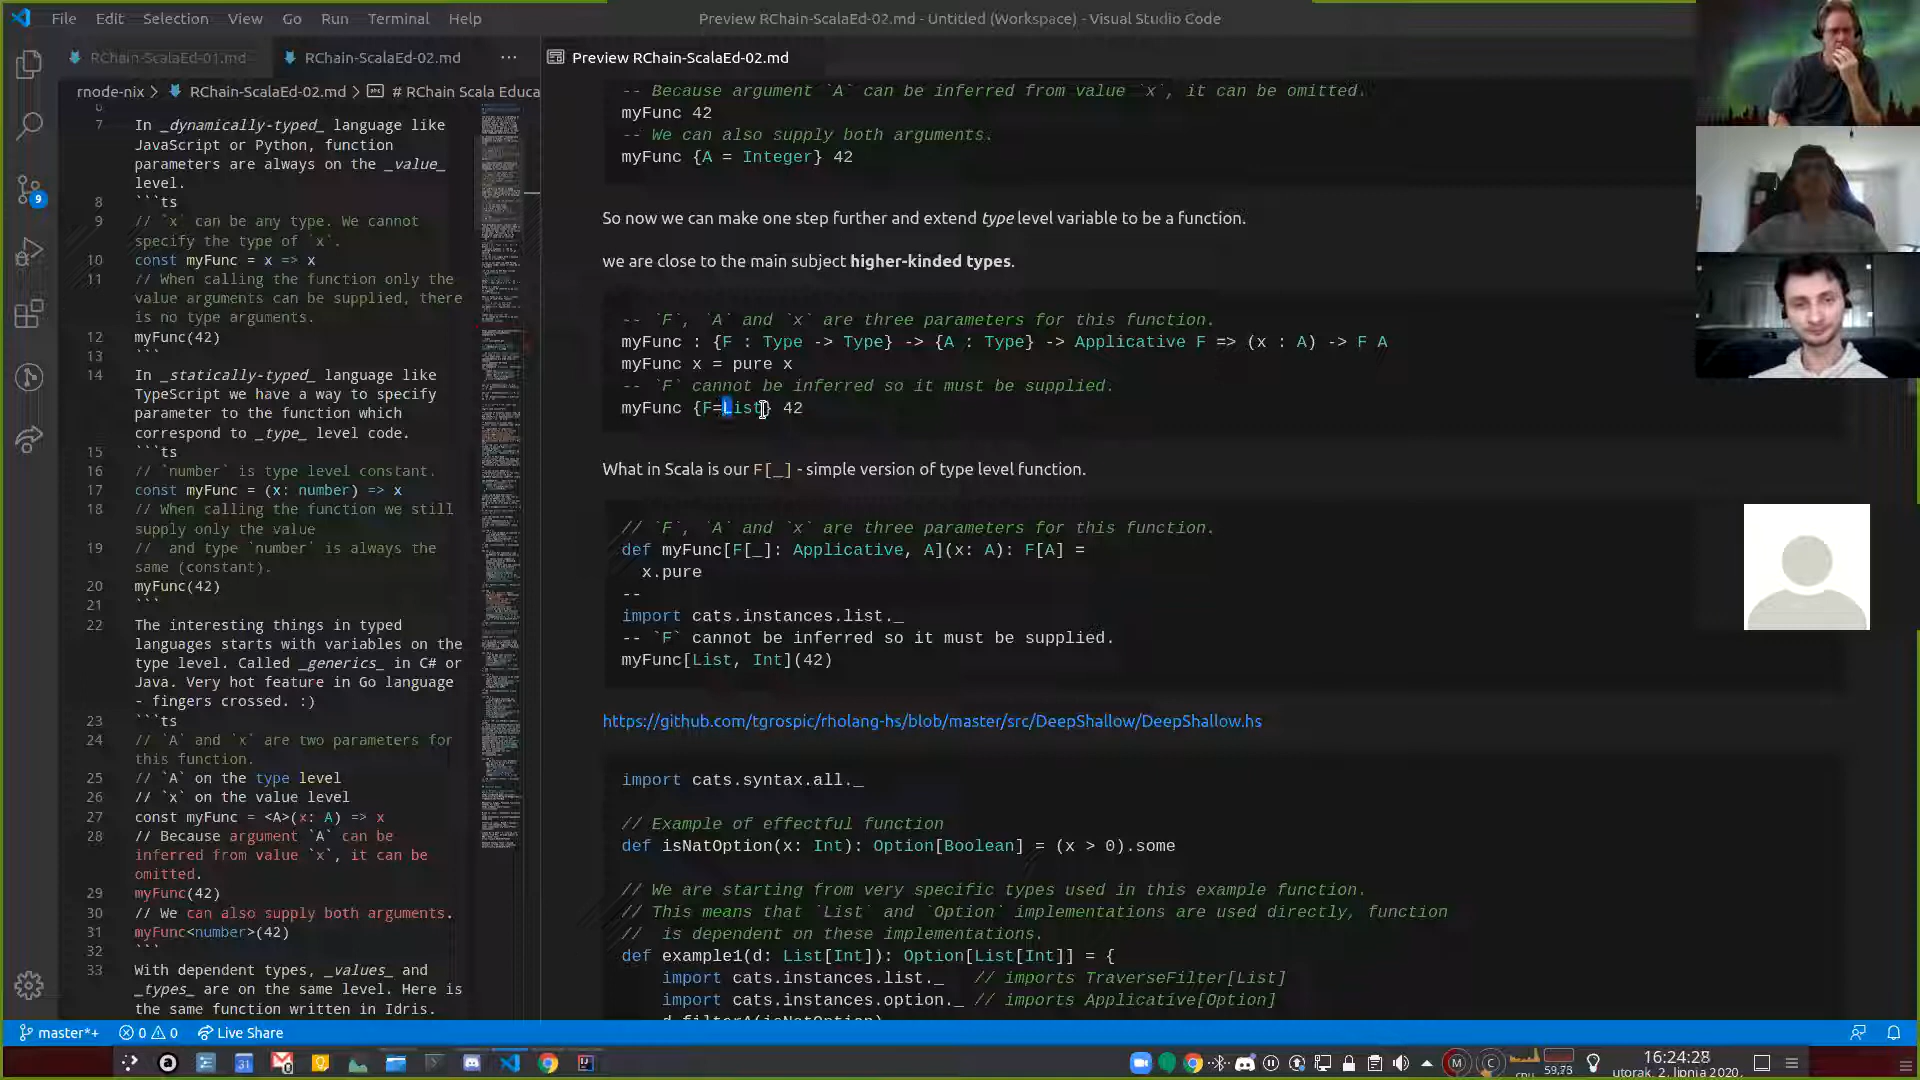 File Edit Selection View Go Run Terminal Help
Preview RChain-ScalaEd-02.md - Untitled (Workspace) - Visual Studio Code
RChain-ScalaEd-01.md
RChain-ScalaEd-02.md
Preview RChain-ScalaEd-02.md
rnode-nix > RChain-ScalaEd-02.md > # RChain Scala Educa
6
7 In _dynamically-typed_ language like
JavaScript or Python, function
parameters are always on the _value_
level.
8 ```ts
9 // `x` can be any type. We cannot
specify the type of `x`.
10 const myFunc = x => x
11 // When calling the function only the
value arguments can be supplied, there
is no type arguments.
12 myFunc(42)
13 ```
14 In _statically-typed_ language like
TypeScript we have a way to specify
parameter to the function which
correspond to _type_ level code.
15 ```ts
16 // `number` is type level constant.
17 const myFunc = (x: number) => x
18 // When calling the function we still
supply only the value
19 //  and type `number` is always the
same (constant).
20 myFunc(42)
21 ```
22 The interesting things in typed
languages starts with variables on the
type level. Called _generics_ in C# or
Java. Very hot feature in Go language
- fingers crossed. :)
23 ```ts
24 // `A` and `x` are two parameters for
this function.
25 // `A` on the type level
26 // `x` on the value level
27 const myFunc = <A>(x: A) => x
28 // Because argument `A` can be
inferred from value `x`, it can be
omitted.
29 myFunc(42)
30 // We can also supply both arguments.
31 myFunc<number>(42)
32 ```
33 With dependent types, _values_ and
_types_ are on the same level. Here is
the same function written in Idris.
-- Because argument `A` can be inferred from value `x`, it can be omitted.
myFunc 42
-- We can also supply both arguments.
myFunc {A = Integer} 42
So now we can make one step further and extend type level variable to be a function.
we are close to the main subject higher-kinded types.
-- `F`, `A` and `x` are three parameters for this function.
myFunc : {F : Type -> Type} -> {A : Type} -> Applicative F => (x : A) -> F A
myFunc x = pure x
-- `F` cannot be inferred so it must be supplied.
myFunc {F=List} 42
What in Scala is our F[_] - simple version of type level function.
// `F`, `A` and `x` are three parameters for this function.
def myFunc[F[_]: Applicative, A](x: A): F[A] =
x.pure
--
import cats.instances.list._
-- `F` cannot be inferred so it must be supplied.
myFunc[List, Int](42)
https://github.com/tgrospic/rholang-hs/blob/master/src/DeepShallow/DeepShallow.hs
import cats.syntax.all._
// Example of effectful function
def isNatOption(x: Int): Option[Boolean] = (x > 0).some
// We are starting from very specific types used in this example function.
// This means that `List` and `Option` implementations are used directly, function
//  is dependent on these implementations.
def example1(d: List[Int]): Option[List[Int]] = {
import cats.instances.list._   // imports TraverseFilter[List]
import cats.instances.option._ // imports Applicative[Option]
d.filterA(isNatOption)
9
master*+ 0 0 Live Share
31
M
C
cpu
59,78
16:24:28
utorak, 2. lipnja 2020.